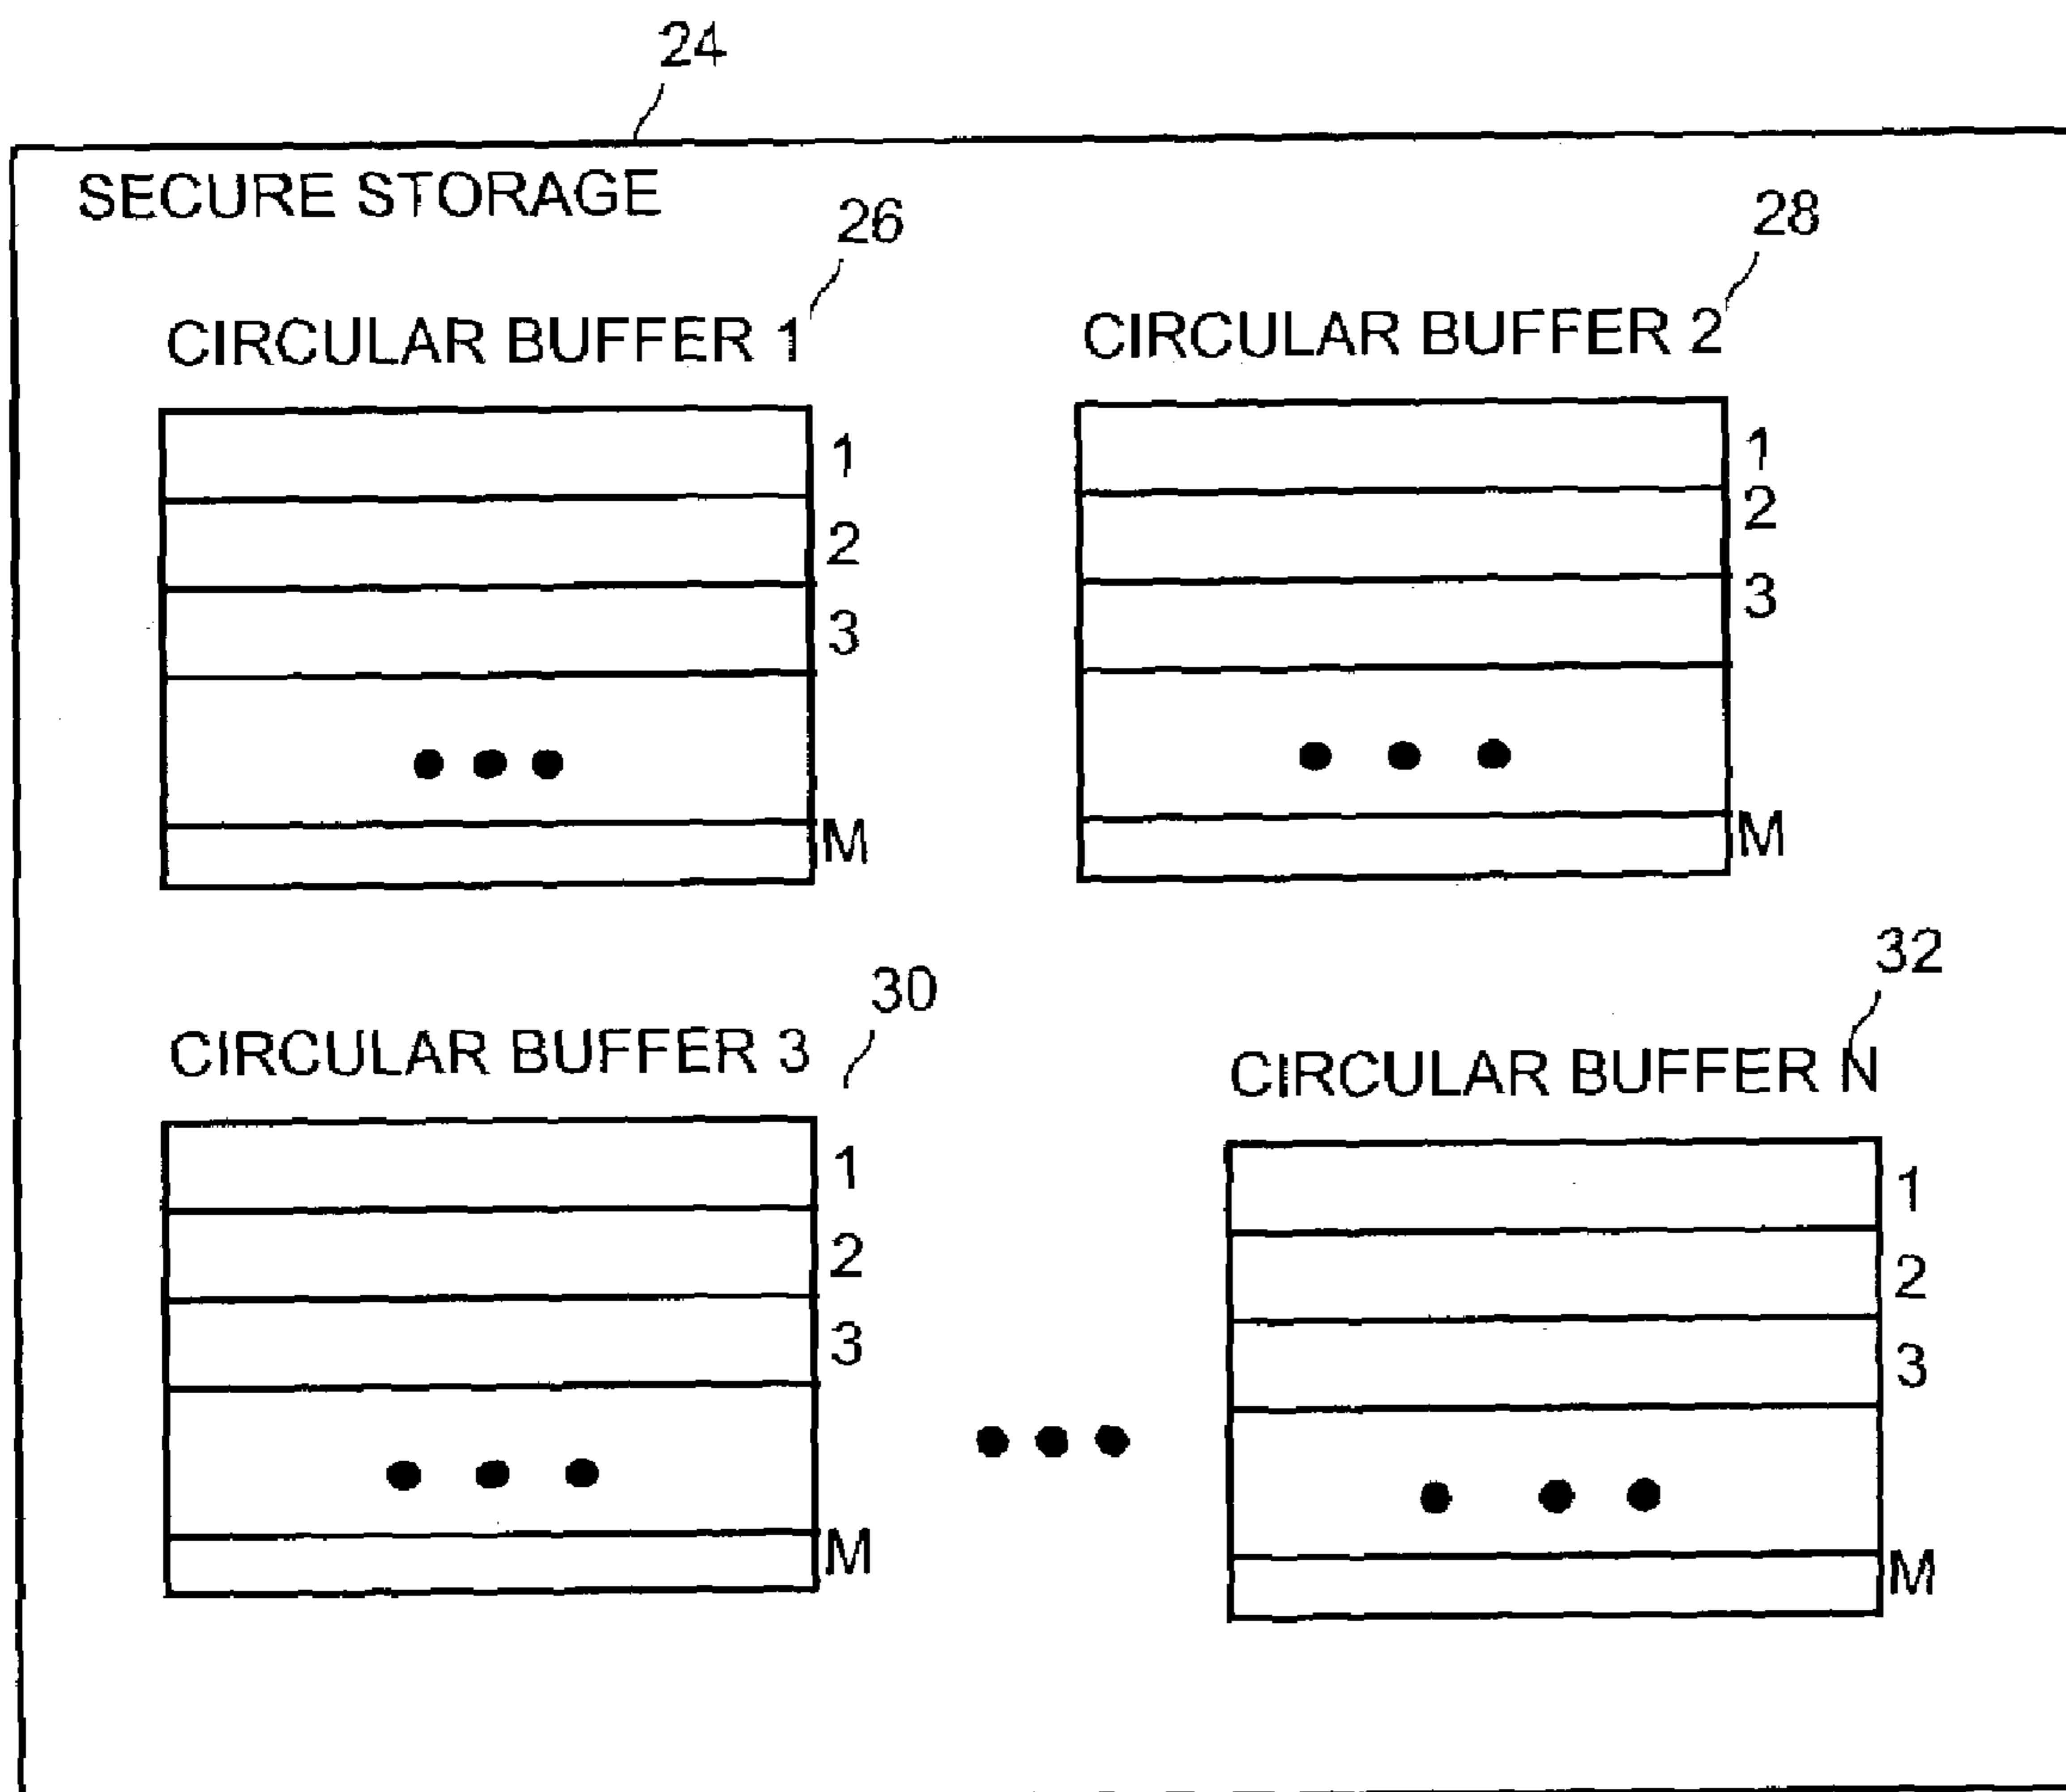 24
SECURE STORAGE
26
28
CIRCULAR BUFFER 1
CIRCULAR BUFFER 2
1
2
3
M
1
2
3
M
30
32
CIRCULAR BUFFER 3
CIRCULAR BUFFER N
1
2
3
M
1
2
3
M